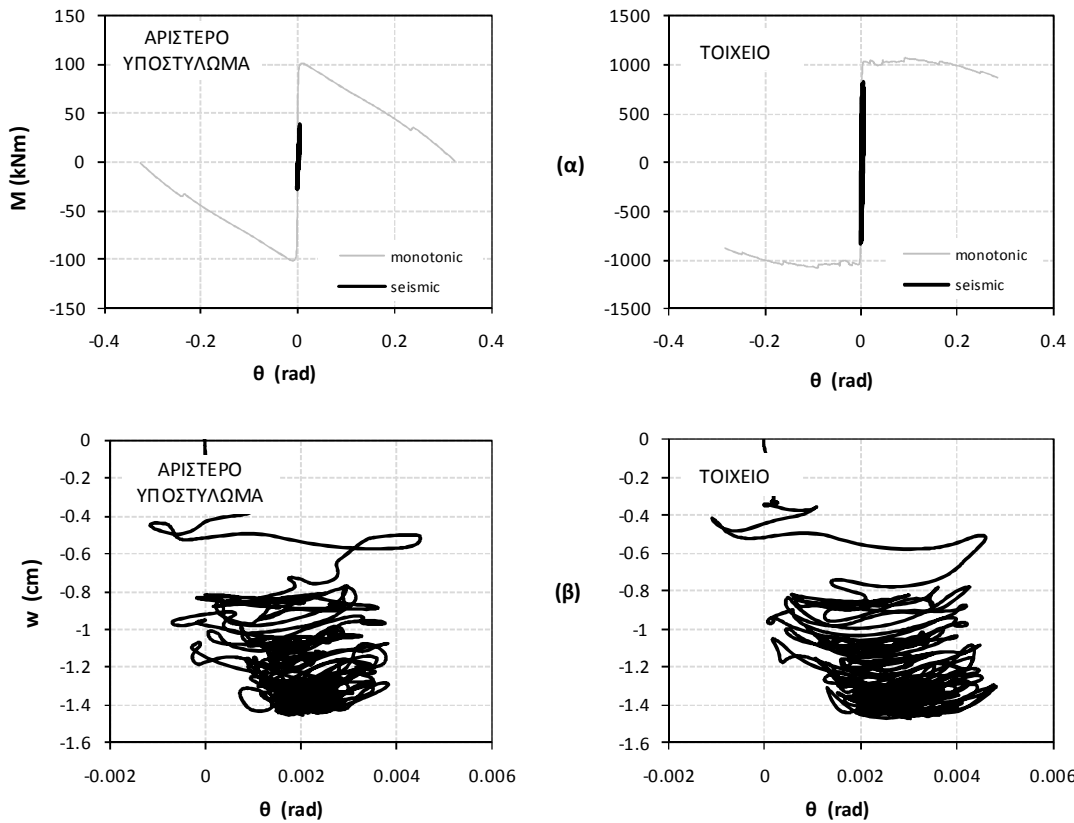 150
100
50
0
-50
-100
-150
M (kNm)
ΑΡΙΣΤΕΡΟ
ΥΠΟΣΤΥΛΩΜΑ
monotonic
seismic
-0.4
-0.2
0
0.2
0.4
θ (rad)
(α)
1500
1000
500
0
-500
-1000
-1500
ΤΟΙΧΕΙΟ
monotonic
seismic
-0.4
-0.2
0
0.2
0.4
θ (rad)
0
-0.2
-0.4
-0.6
-0.8
-1
-1.2
-1.4
-1.6
w (cm)
ΑΡΙΣΤΕΡΟ
ΥΠΟΣΤΥΛΩΜΑ
-0.002
0
0.002
0.004
0.006
θ (rad)
(β)
0
-0.2
-0.4
-0.6
-0.8
-1
-1.2
-1.4
-1.6
ΤΟΙΧΕΙΟ
-0.002
0
0.002
0.004
0.006
θ (rad)